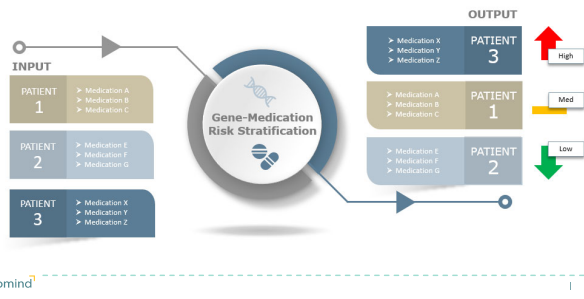 INPUT
PATIENT
1
➤ Medication A
➤ Medication B
➤ Medication C
PATIENT
2
➤ Medication E
➤ Medication F
➤ Medication G
PATIENT
3
➤ Medication X
➤ Medication Y
➤ Medication Z
Gene-Medication
Risk Stratification
OUTPUT
➤ Medication X
➤ Medication Y
➤ Medication Z
PATIENT
3
High
➤ Medication A
➤ Medication B
➤ Medication C
PATIENT
1
Med
➤ Medication E
➤ Medication F
➤ Medication G
PATIENT
2
Low
omind